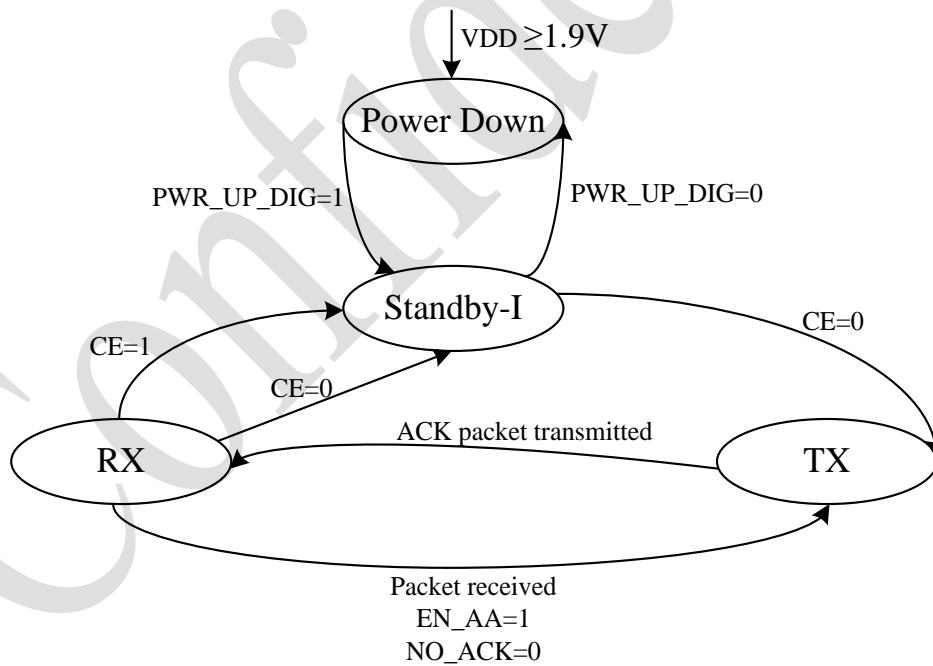 VDD ≥1.9V
Power Down
PWR_UP_DIG=1
PWR_UP_DIG=0
Standby-I
CE=1
CE=0
CE=0
RX
ACK packet transmitted
TX
Packet received
EN_AA=1
NO_ACK=0